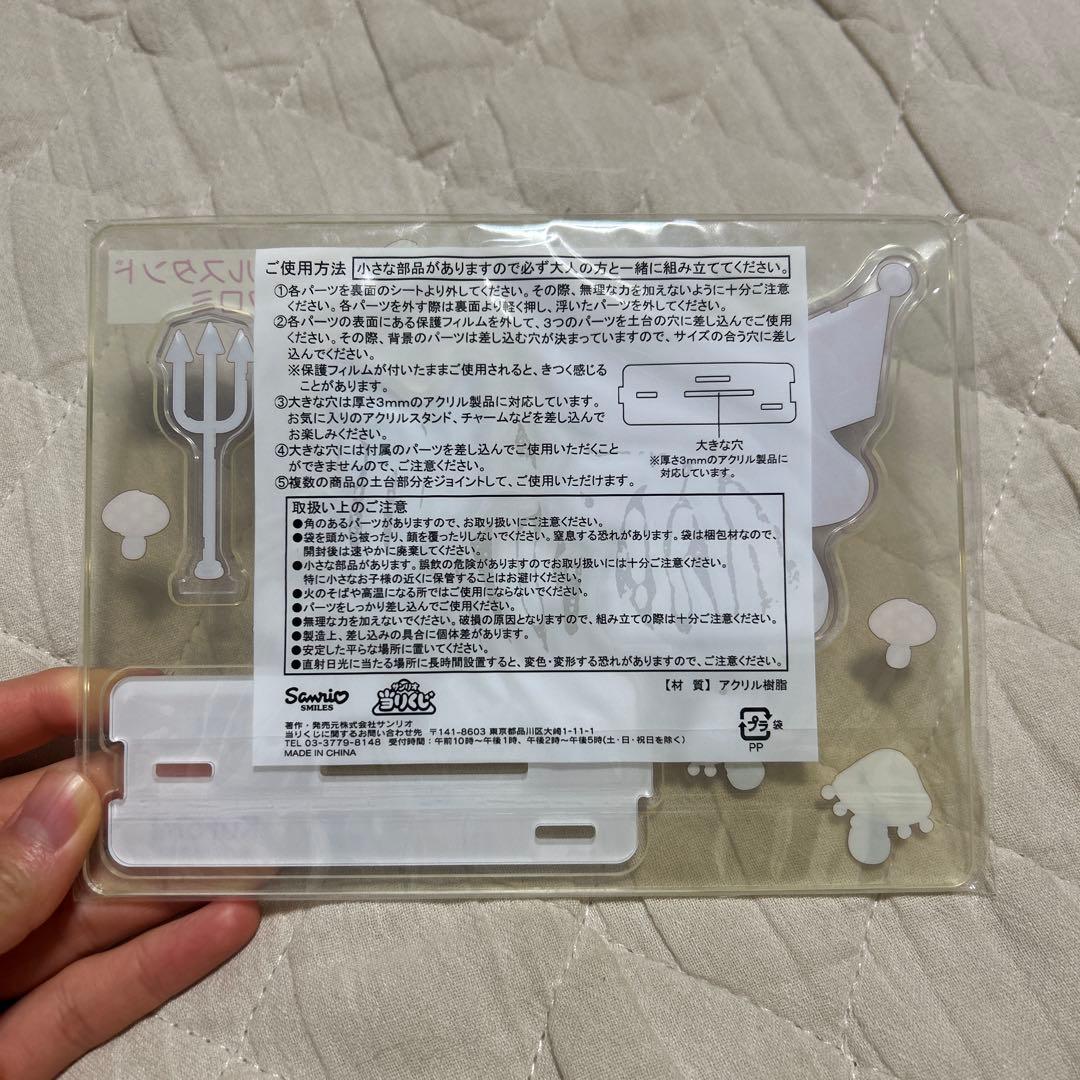 ルスタンド
クロミ
ご使用方法 小さな部品がありますので必ず大人の方と一緒に組み立ててください。
①各パーツを裏面のシートより外してください。その際、無理な力を加えないように十分ご注意
ください。各パーツを外す際は裏面より軽く押し、浮いたパーツを外してください。
②各パーツの表面にある保護フィルムを外して、3つのパーツを土台の穴に差し込んでご使用
ください。その際、背景のパーツは差し込む穴が決まっていますので、サイズの合う穴に差し
込んでください。
※保護フィルムが付いたままご使用されると、きつく感じる
ことがあります。
③大きな穴は厚さ3mmのアクリル製品に対応しています。
お気に入りのアクリルスタンド、チャームなどを差し込んで
お楽しみください。
④大きな穴には付属のパーツを差し込んでご使用いただくこと
ができませんので、ご注意ください。
⑤複数の商品の土台部分をジョイントして、ご使用いただけます。
大きな穴
※厚さ3mmのアクリル製品に
対応しています。
取扱い上のご注意
●角のあるパーツがありますので、お取り扱いにご注意ください。
●袋を頭から被ったり、顔を覆ったりしないでください。窒息する恐れがあります。袋は梱包材なので、
開封後は速やかに廃棄してください。
●小さな部品があります。誤飲の危険がありますのでお取り扱いには十分ご注意ください。
特に小さなお子様の近くに保管することはお避けください。
●火のそばや高温になる所ではご使用にならないでください。
●パーツをしっかり差し込んでご使用ください。
●無理な力を加えないでください。破損の原因となりますので、組み立ての際は十分ご注意ください。
●製造上、差し込みの具合に個体差があります。
●安定した平らな場所に置いてください。
●直射日光に当たる場所に長時間設置すると、変色・変形する恐れがありますので、ご注意ください。
Sanrio
SMILES
サンリオ
当りくじ
【材 質】アクリル樹脂
著作・発売元株式会社サンリオ
当りくじに関するお問い合わせ先 〒141-8603 東京都品川区大崎1-11-1
TEL 03-3779-8148 受付時間:午前10時~午後1時、午後2時~午後5時(土・日・祝日を除く)
MADE IN CHINA
プラ 袋
PP